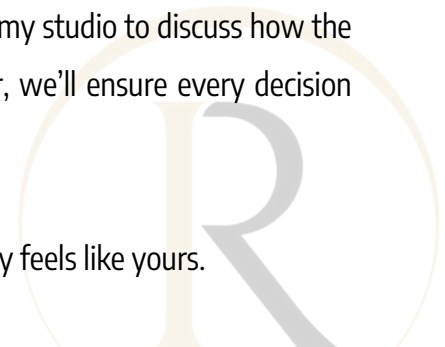 my studio to discuss how the
, we'll ensure every decision
feels like yours.
R